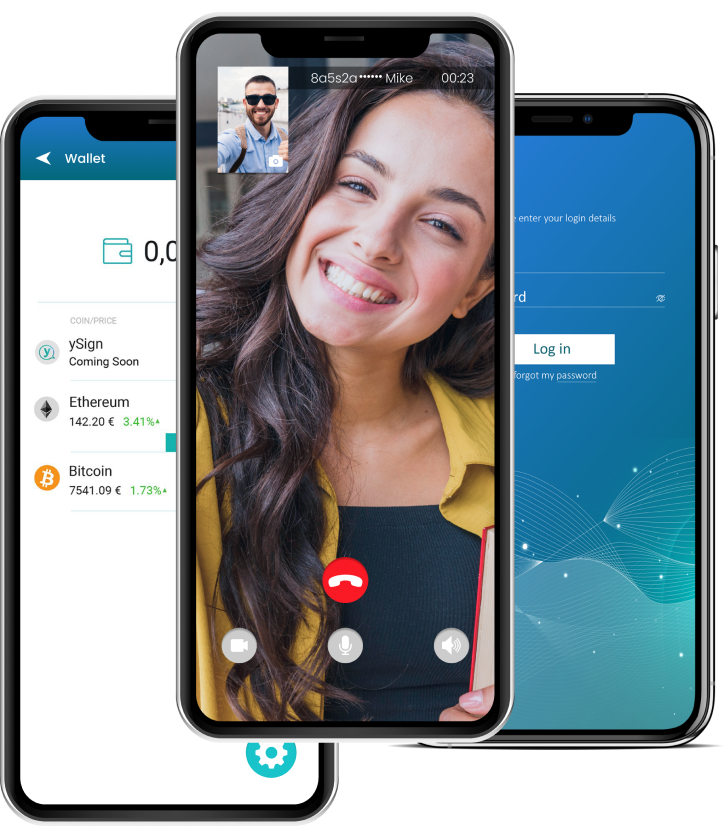 8a5s2a •••••• Mike 00:23
Wallet
0,0
COIN/PRICE
ySign
Coming Soon
Ethereum
142.20 € 3.41%
Bitcoin
7541.09 € 1.73%
enter your login details
rd
Log in
forgot my password